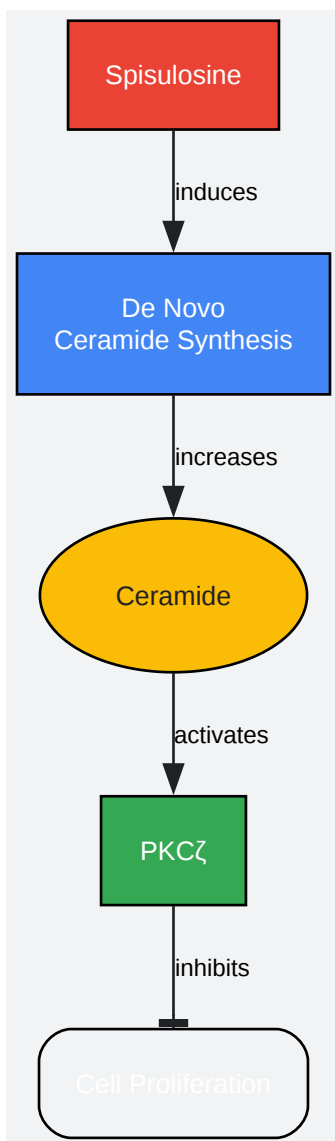 Spisulosine
induces
De Novo
Ceramide Synthesis
increases
Ceramide
activates
PKCζ
inhibits
Cell Proliferation